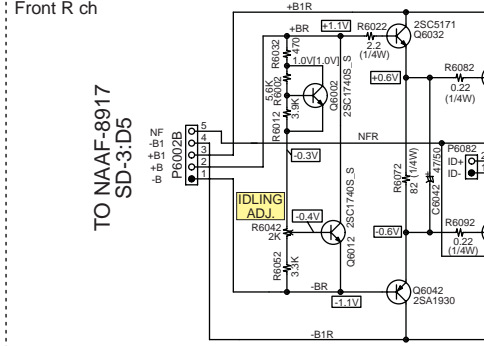 Front R ch
+B1R
+1.1V
+BR
R6022
2.2
(1/4W)
2SC5171
Q6032
R6032
470
1.0V[1.0V]
R6002
5.6K
Q6002
2SC1740S_S
R6012
3.9K
+0.6V
R6082
0.22
(1/4W)
TO NAAF-8917
SD-3:D5
NF
-B1
+B1
+B
-B
5
4
3
2
1
P6002B
NFR
-0.3V
R6072
82 (1/4W)
C6042
47/50
P6082
ID+
ID-
2
1
IDLING
ADJ.
R6042
2K
-0.4V
2SC1740S_S
Q6012
-0.6V
R6092
0.22
(1/4W)
R6052
3.3K
-BR
-1.1V
Q6042
2SA1930
-B1R